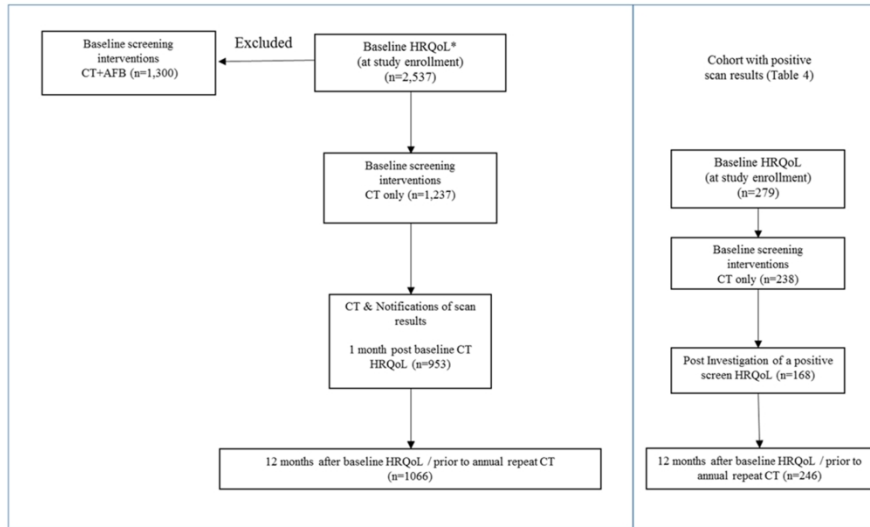 Baseline screening
interventions
CT+AFB (n=1,300)
Excluded
Baseline HRQoL*
(at study enrollment)
(n=2,537)
Baseline screening
interventions
CT only (n=1,237)
CT & Notifications of scan
results
1 month post baseline CT
HRQoL (n=953)
12 months after baseline HRQoL / prior to annual repeat CT
(n=1066)
Cohort with positive
scan results (Table 4)
Baseline HRQoL
(at study enrollment)
(n=279)
Baseline screening
interventions
CT only (n=238)
Post Investigation of a positive
screen HRQoL (n=168)
12 months after baseline HRQoL / prior to
annual repeat CT (n=246)